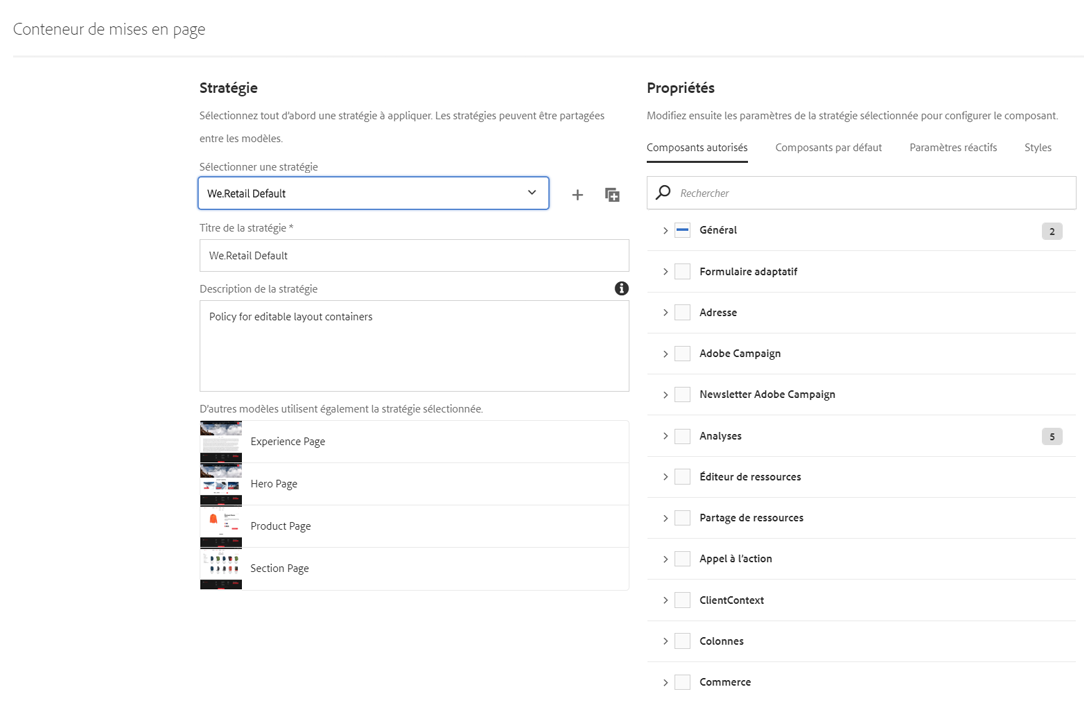 Conteneur de mises en page
Stratégie
Sélectionnez tout d’abord une stratégie à appliquer. Les stratégies peuvent être partagées
entre les modèles.
Sélectionner une stratégie
We.Retail Default
Titre de la stratégie *
We.Retail Default
Description de la stratégie
Policy for editable layout containers
D’autres modèles utilisent également la stratégie sélectionnée.
Experience Page
Hero Page
Product Page
Section Page
Propriétés
Modifiez ensuite les paramètres de la stratégie sélectionnée pour configurer le composant.
Composants autorisés Composants par défaut Paramètres réactifs Styles
Rechercher
Général 2
Formulaire adaptatif
Adresse
Adobe Campaign
Newsletter Adobe Campaign
Analyses 5
Éditeur de ressources
Partage de ressources
Appel à l’action
ClientContext
Colonnes
Commerce